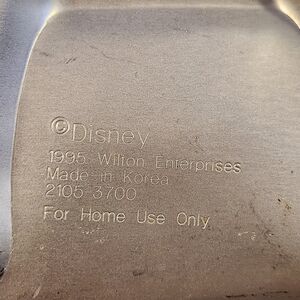 ©Disney
1995 Wilton Enterprises
Made in Korea
2105 3700
For Home Use Only